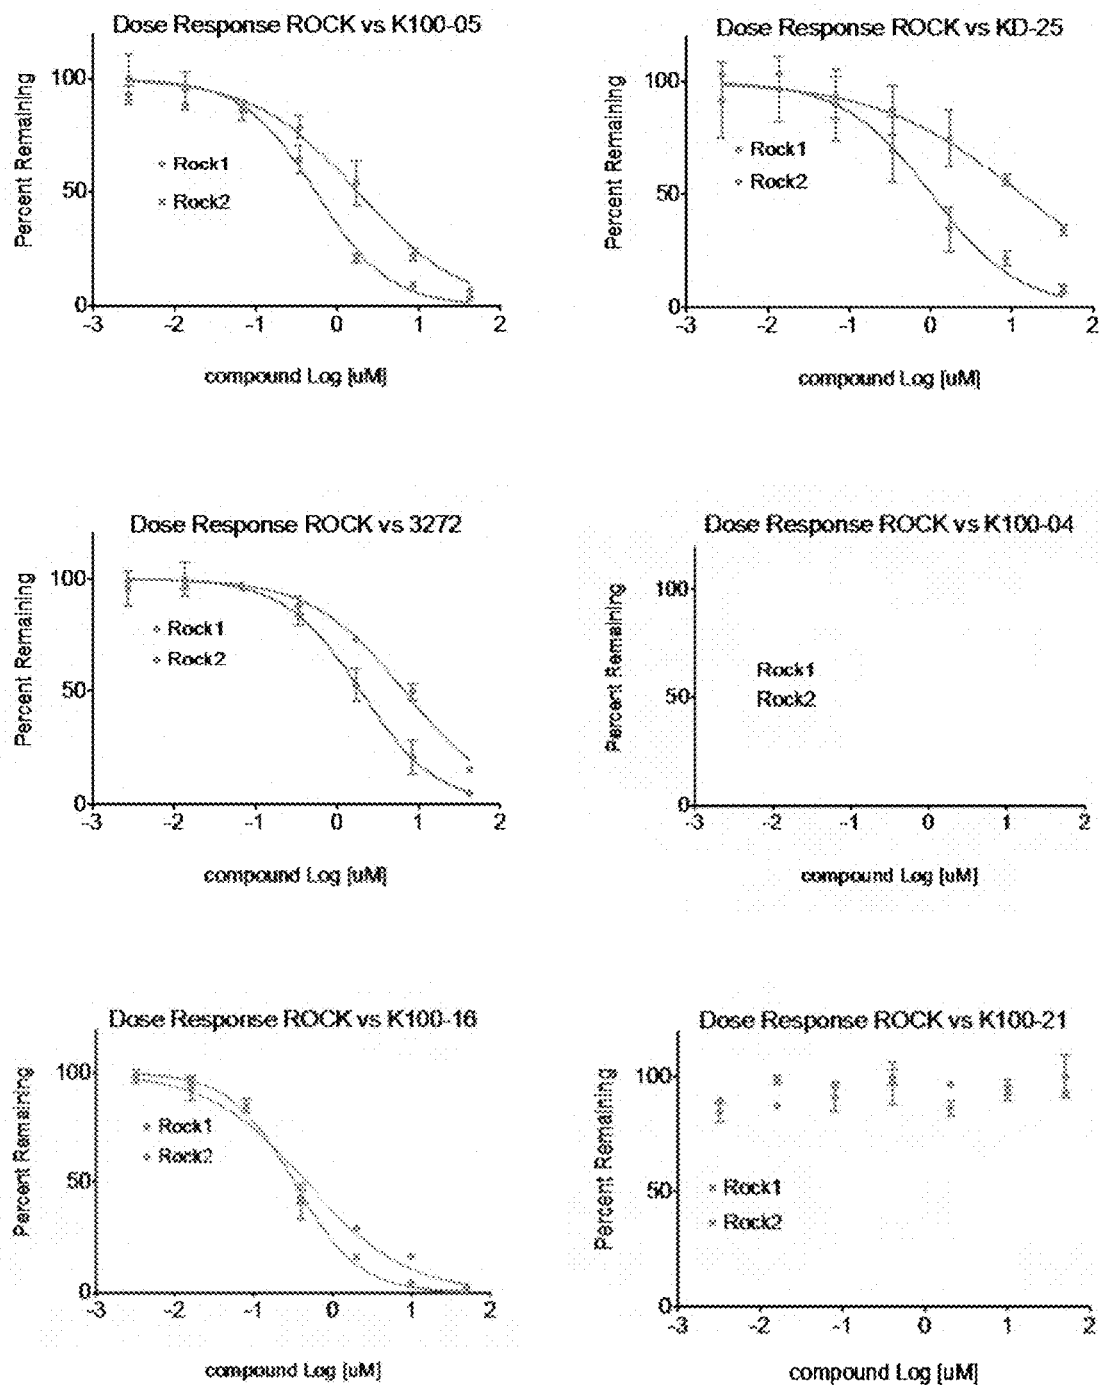 Dose Response ROCK vs K100-05
Percent Remaining
100
50
0
Rock1
Rock2
-3 -2 -1 0 1 2
compound Log [uM]
Dose Response ROCK vs KD-25
Percent Remaining
100
50
0
Rock1
Rock2
-3 -2 -1 0 1 2
compound Log [uM]
Dose Response ROCK vs 3272
Percent Remaining
100
50
0
Rock1
Rock2
-3 -2 -1 0 1 2
compound Log [uM]
Dose Response ROCK vs K100-04
Percent Remaining
100
50
0
Rock1
Rock2
-3 -2 -1 0 1 2
compound Log [uM]
Dose Response ROCK vs K100-16
Percent Remaining
100
50
0
Rock1
Rock2
-3 -2 -1 0 1 2
compound Log [uM]
Dose Response ROCK vs K100-21
Percent Remaining
100
50
0
Rock1
Rock2
-3 -2 -1 0 1 2
compound Log [uM]